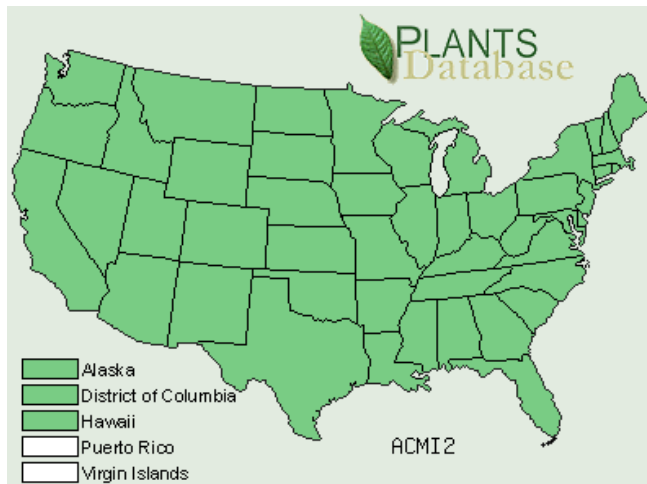 PLANTS
Database
Alaska
District of Columbia
Hawaii
Puerto Rico
Virgin Islands
ACMI2